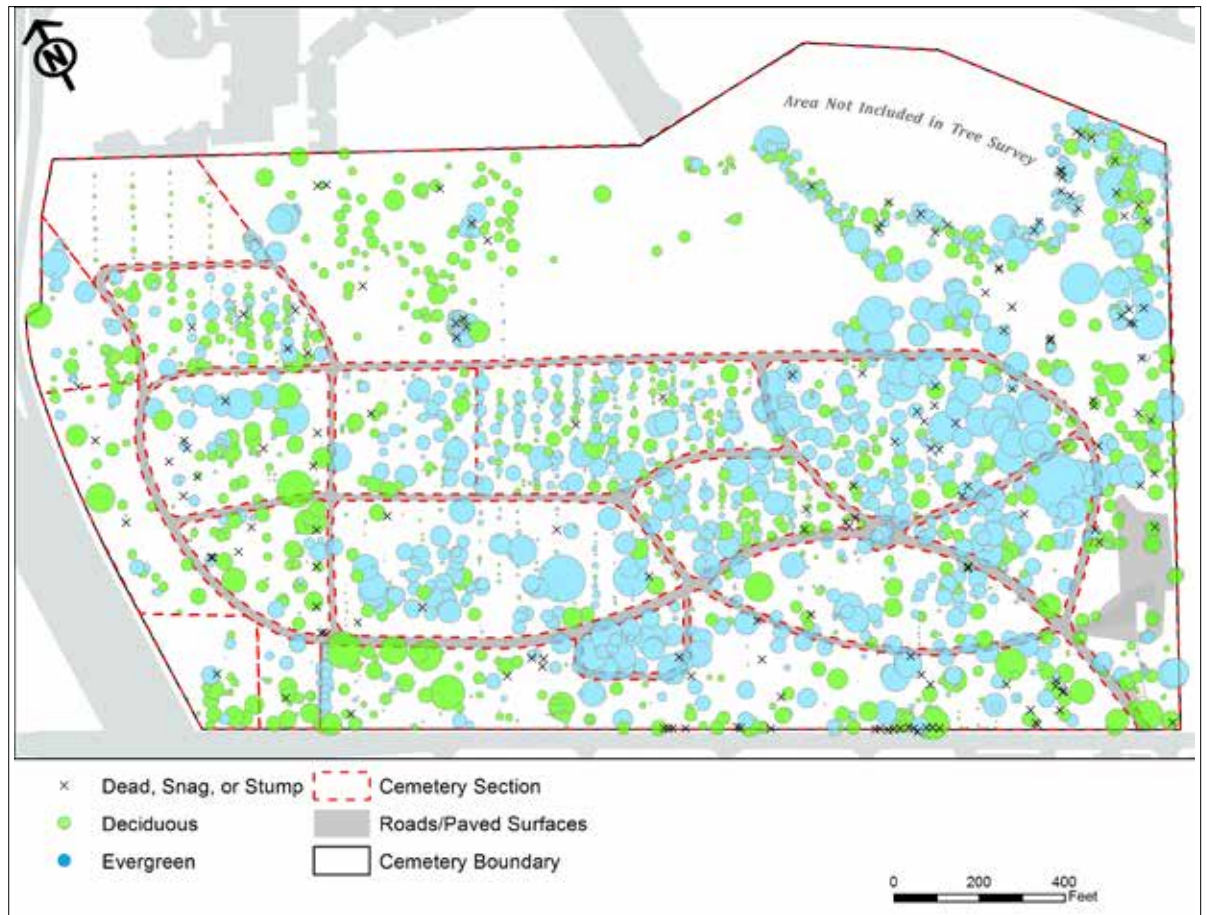 N
Area Not Included in Tree Survey
Dead, Snag, or Stump
Cemetery Section
Deciduous
Roads/Paved Surfaces
Evergreen
Cemetery Boundary
0 200 400
Feet